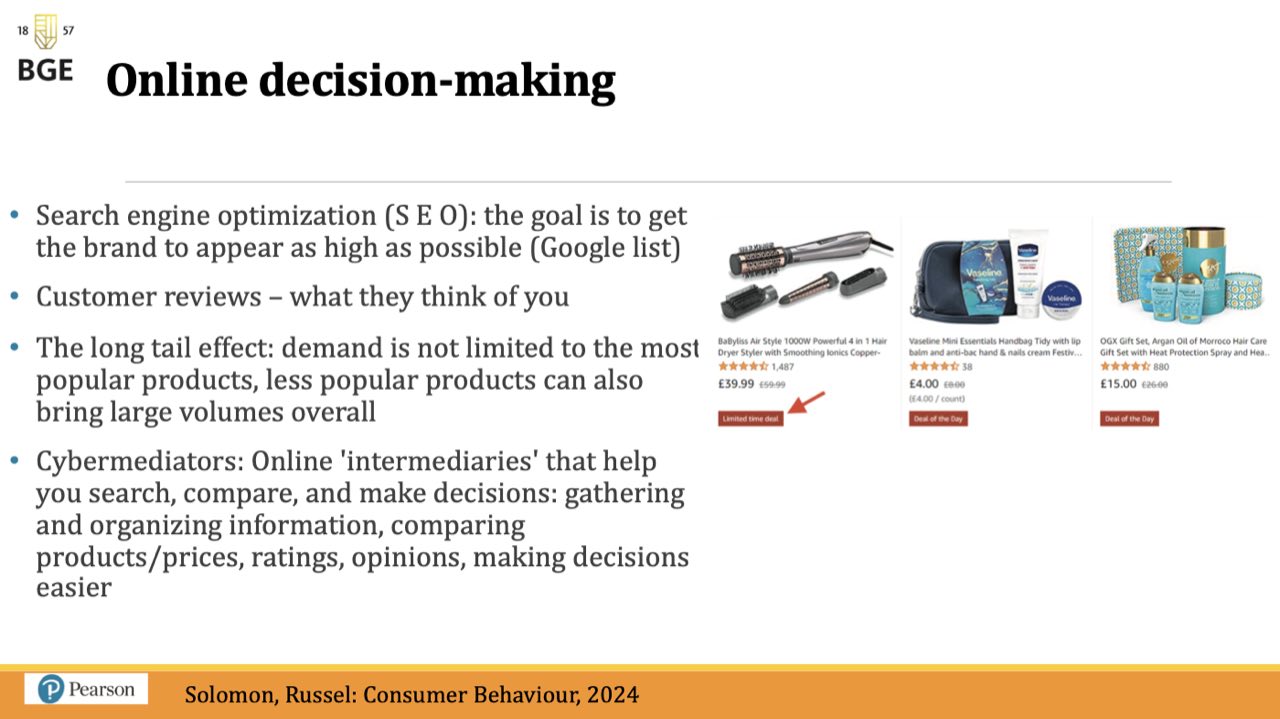 18 57
BGE
Online decision-making
• Search engine optimization (S E O): the goal is to get
the brand to appear as high as possible (Google list)
• Customer reviews – what they think of you
• The long tail effect: demand is not limited to the most
popular products, less popular products can also
bring large volumes overall
• Cybermediators: Online 'intermediaries' that help
you search, compare, and make decisions: gathering
and organizing information, comparing
products/prices, ratings, opinions, making decisions
easier
BaByliss Air Style 1000W Powerful 4 in 1 Hair
Dryer Styler with Smoothing Ionics Copper-
1,487
£39.99 £59.99
Limited time deal
Vaseline
Vaseline
Vaseline
Vaseline Mini Essentials Handbag Tidy with lip
balm and anti-bac hand & nails cream Festiv...
38
£4.00 £8.00
(£4.00 / count)
Deal of the Day
OGX Gift Set, Argan Oil of Morroco Hair Care
Gift Set with Heat Protection Spray and Hea..
880
£15.00 £26.00
Deal of the Day
Pearson
Solomon, Russel: Consumer Behaviour, 2024